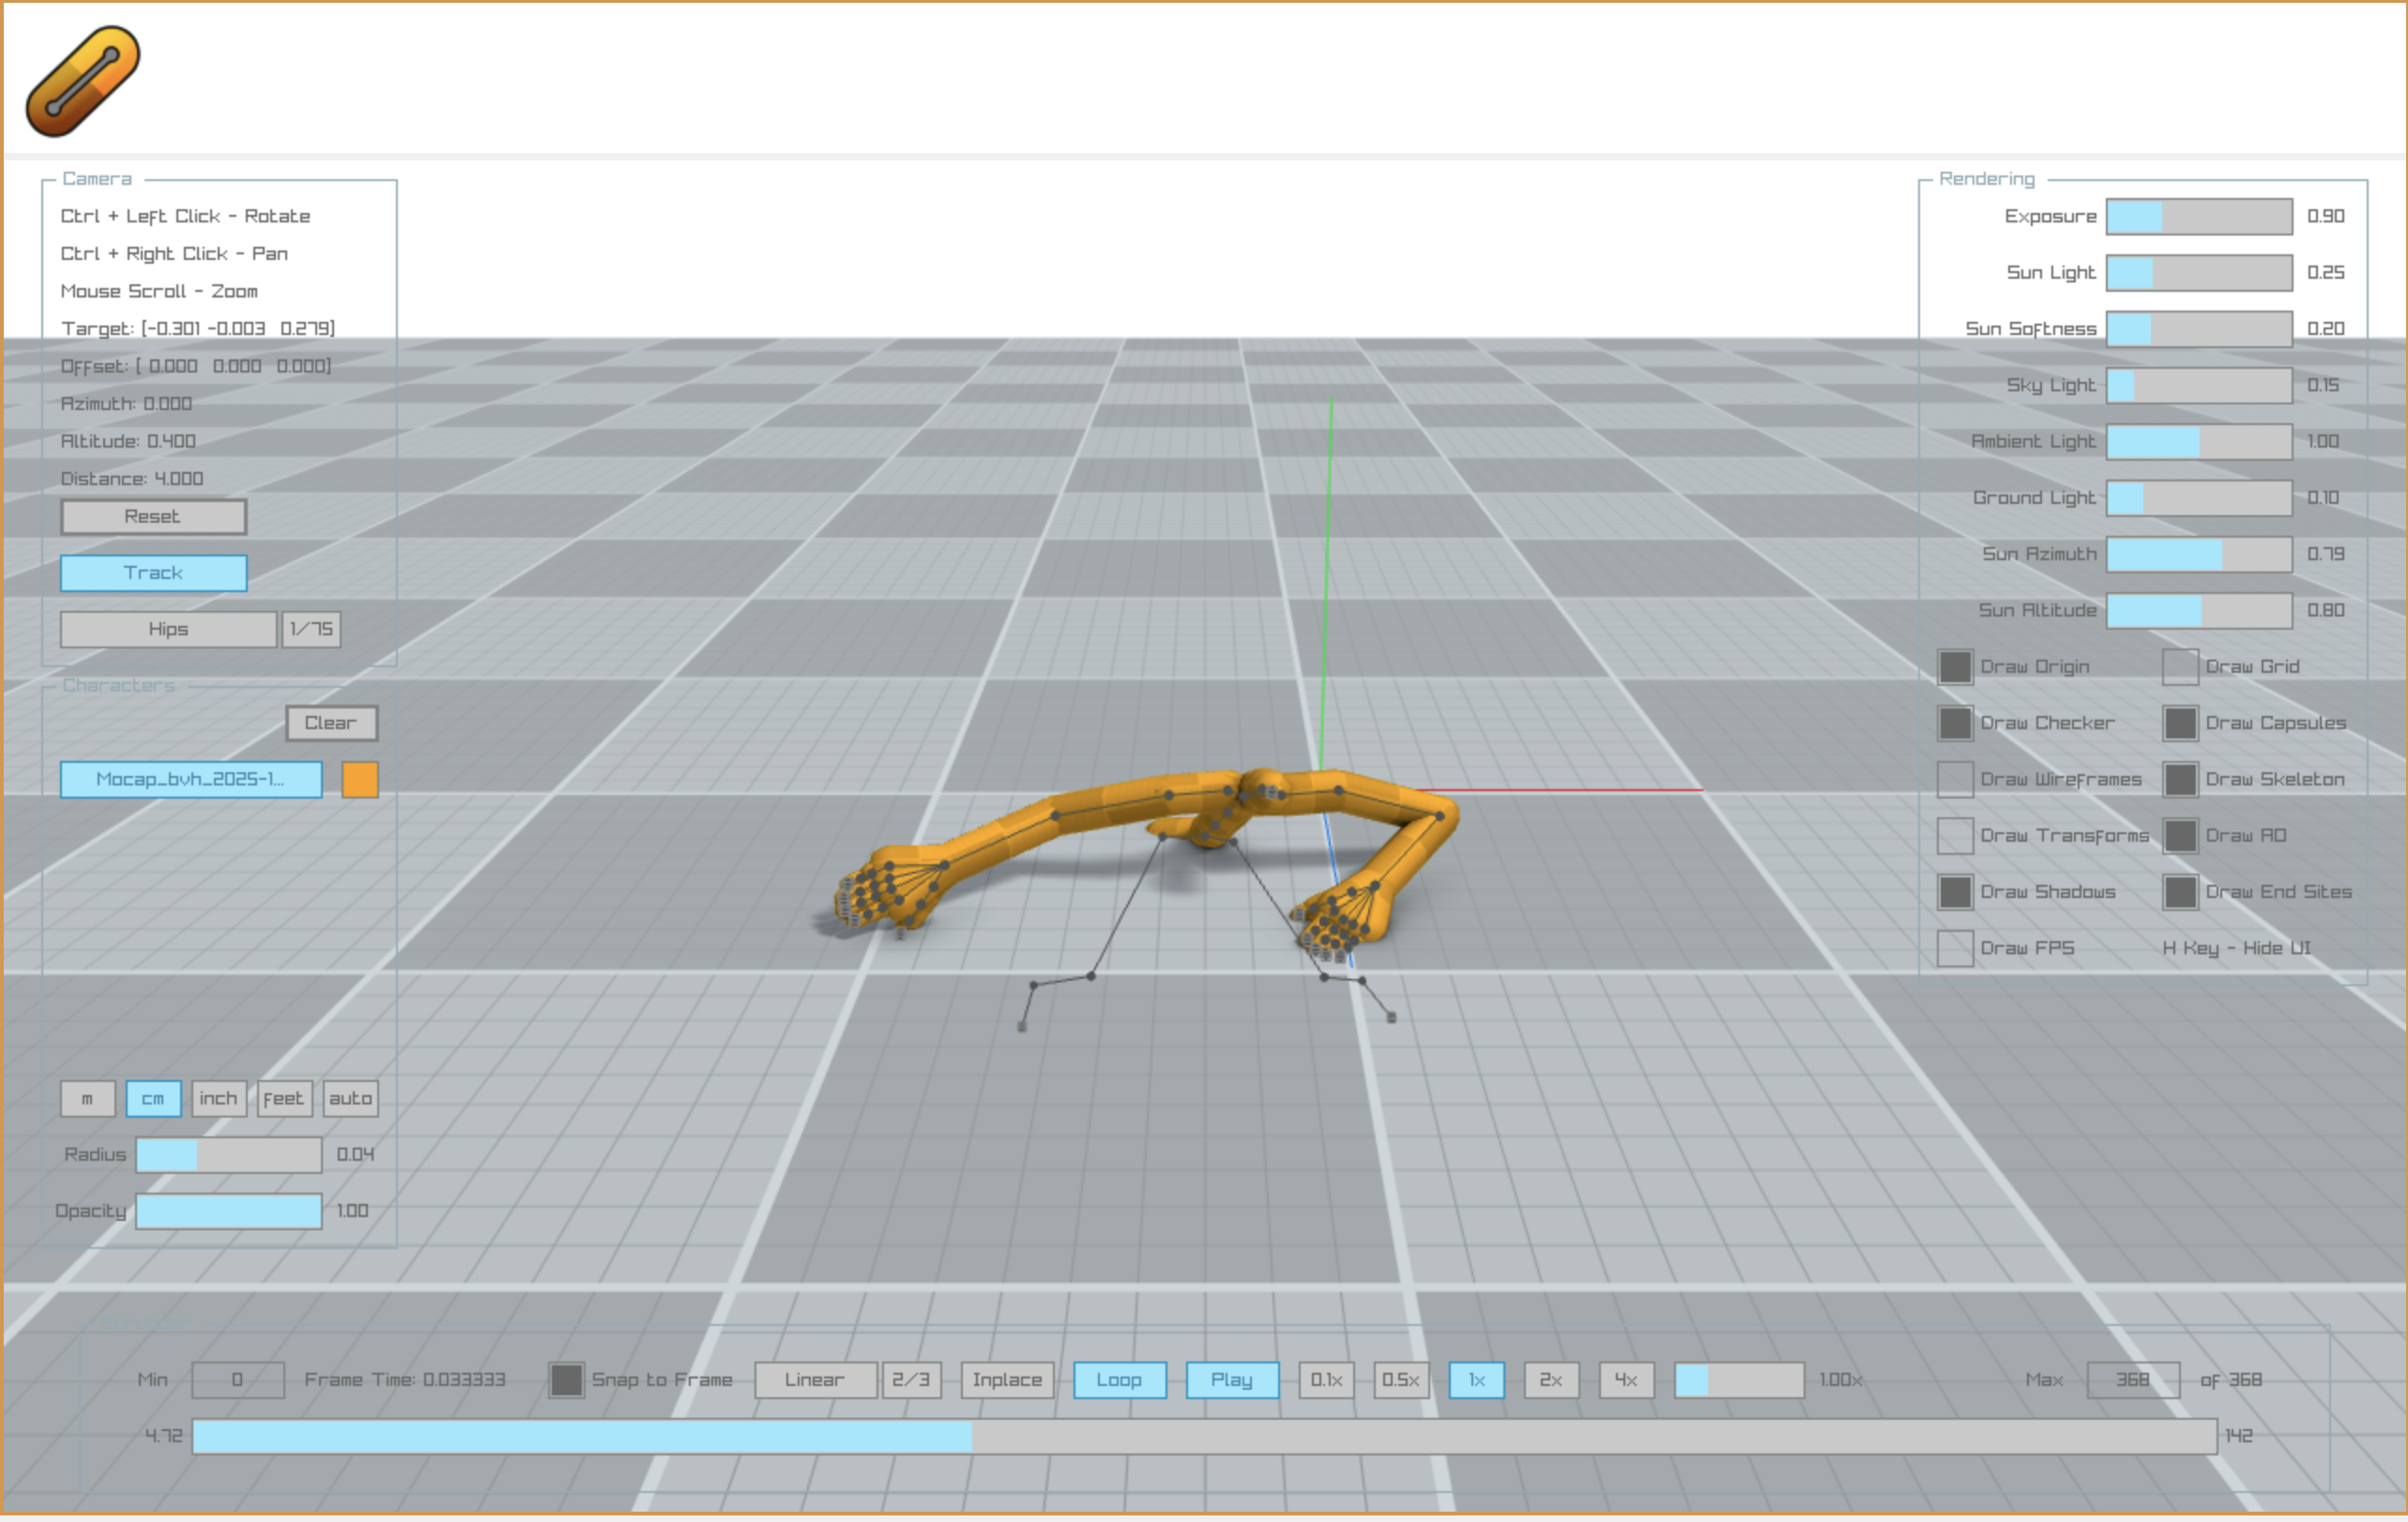 Camera
Ctrl + Left Click - Rotate
Ctrl + Right Click - Pan
Mouse Scroll - Zoom
Target: [-0.301 -0.003 0.279]
Offset: [ 0.000 0.000 0.000]
Azimuth: 0.000
Altitude: 0.400
Distance: 4.000
Reset
Track
Hips 1/75
Characters
Clear
Mocap_bvh_2025-1...
m cm inch feet auto
Radius 0.04
Opacity 1.00
Rendering
Exposure 0.90
Sun Light 0.25
Sun Softness 0.20
Sky Light 0.15
Ambient Light 1.00
Ground Light 0.10
Sun Azimuth 0.79
Sun Altitude 0.80
Draw Origin Draw Grid
Draw Checker Draw Capsules
Draw Wireframes Draw Skeleton
Draw Transforms Draw AO
Draw Shadows Draw End Sites
Draw FPS H Key - Hide UI
Min 0 Frame Time: 0.033333 Snap to Frame Linear 2/3 Inplace Loop Play 0.1x 0.5x 1x 2x 4x 1.00x Max 368 of 368
4.72 142